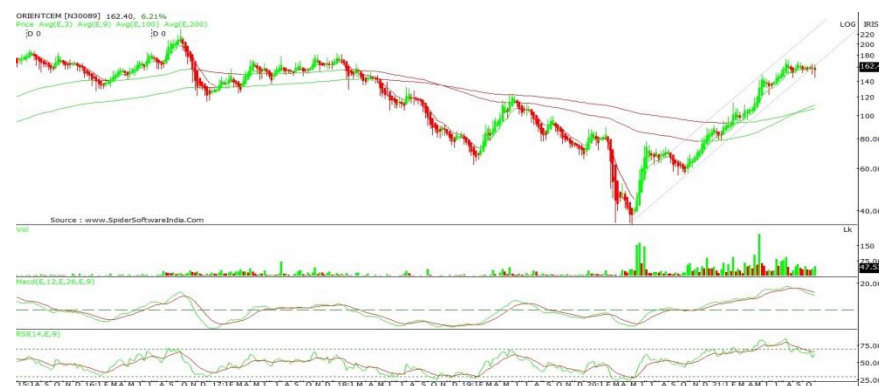 ORIENTCEM [N30089] 162.40, 6.21%
Price Avg(E,3) Avg(E,9) Avg(E,100) Avg(E,200)
LOG IRIS
D 0 D 0
220
200
180
162.4
140
120
100
80.00
60.00
40.00
Source : www.SpiderSoftwareIndia.Com
Vol
Lk
150
75.00
47.53
Macd(E,12,E,26,E,9)
20.00
RSI(14,E,9)
75.00
50.00
25.00